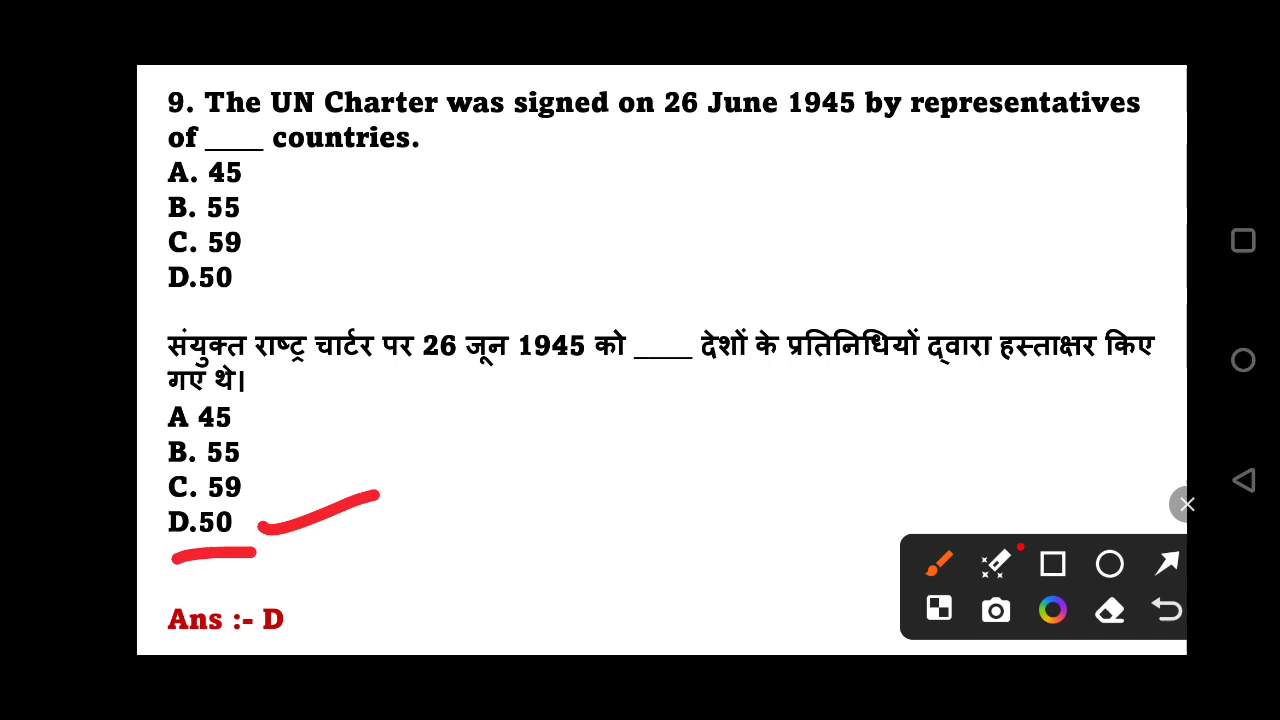 9. The UN Charter was signed on 26 June 1945 by representatives
of ____ countries.
A. 45
B. 55
C. 59
D.50
संयुक्त राष्ट्र चार्टर पर 26 जून 1945 को ____ देशों के प्रतिनिधियों द्वारा हस्ताक्षर किए
गए थे।
A 45
B. 55
C. 59
D.50
Ans :- D